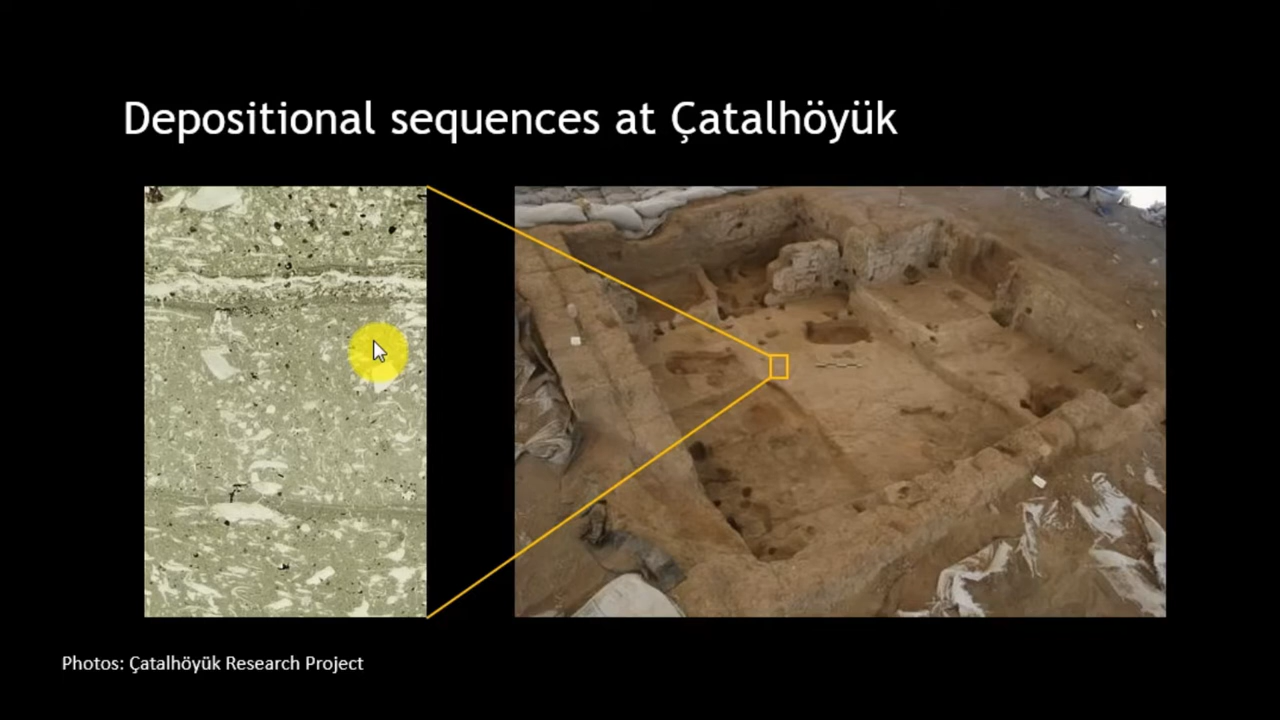 Depositional sequences at Çatalhöyük
Photos: Çatalhöyük Research Project